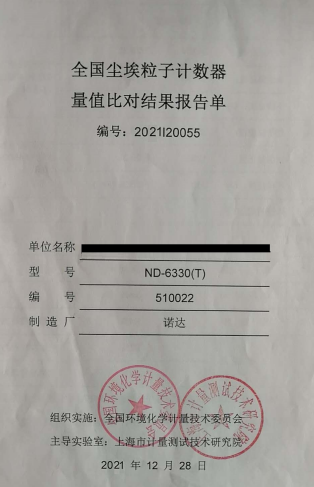 全国尘埃粒子计数器
量值比对结果报告单
编号：2021I20055
单位名称
型 号 ND-6330(T)
编 号 510022
制 造 厂 诺达
组织实施：全国环境化学计量技术委员会
主导实验室：上海市计量测试技术研究院
2021 年 12 月 28 日